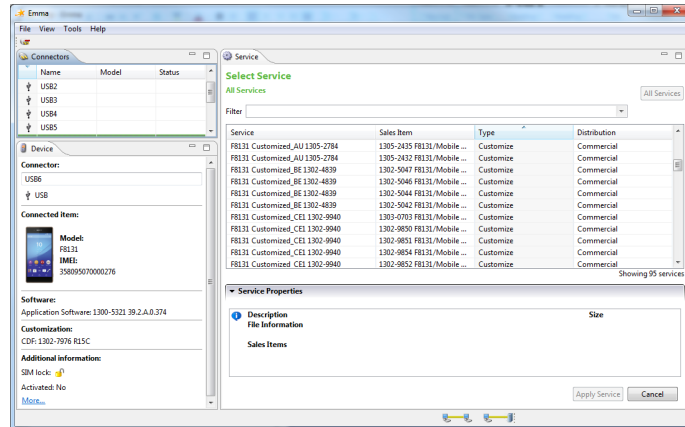 Emma
File View Tools Help
Connectors
Name Model Status
USB2
USB3
USB4
USB5
Device
Connector:
USB6
USB
Connected item:
Model:
F8131
IMEI:
358095070000276
Software:
Application Software: 1300-5321 39.2.A.0.374
Customization:
CDF: 1302-7976 R15C
Additional information:
SIM lock:
Activated: No
More...
Service
Select Service
All Services
All Services
Filter
Service Sales Item Type Distribution
F8131 Customized_AU 1305-2784 1305-2435 F8131/Mobile ... Customize Commercial
F8131 Customized_AU 1305-2784 1305-2432 F8131/Mobile ... Customize Commercial
F8131 Customized_BE 1302-4839 1302-5047 F8131/Mobile ... Customize Commercial
F8131 Customized_BE 1302-4839 1302-5046 F8131/Mobile ... Customize Commercial
F8131 Customized_BE 1302-4839 1302-5044 F8131/Mobile ... Customize Commercial
F8131 Customized_BE 1302-4839 1302-5042 F8131/Mobile ... Customize Commercial
F8131 Customized_CE1 1302-9940 1303-0703 F8131/Mobile ... Customize Commercial
F8131 Customized_CE1 1302-9940 1302-9850 F8131/Mobile ... Customize Commercial
F8131 Customized_CE1 1302-9940 1302-9851 F8131/Mobile ... Customize Commercial
F8131 Customized_CE1 1302-9940 1302-9854 F8131/Mobile ... Customize Commercial
F8131 Customized_CE1 1302-9940 1302-9852 F8131/Mobile ... Customize Commercial
Showing 95 services
Service Properties
Description Size
File Information
Sales Items
Apply Service Cancel